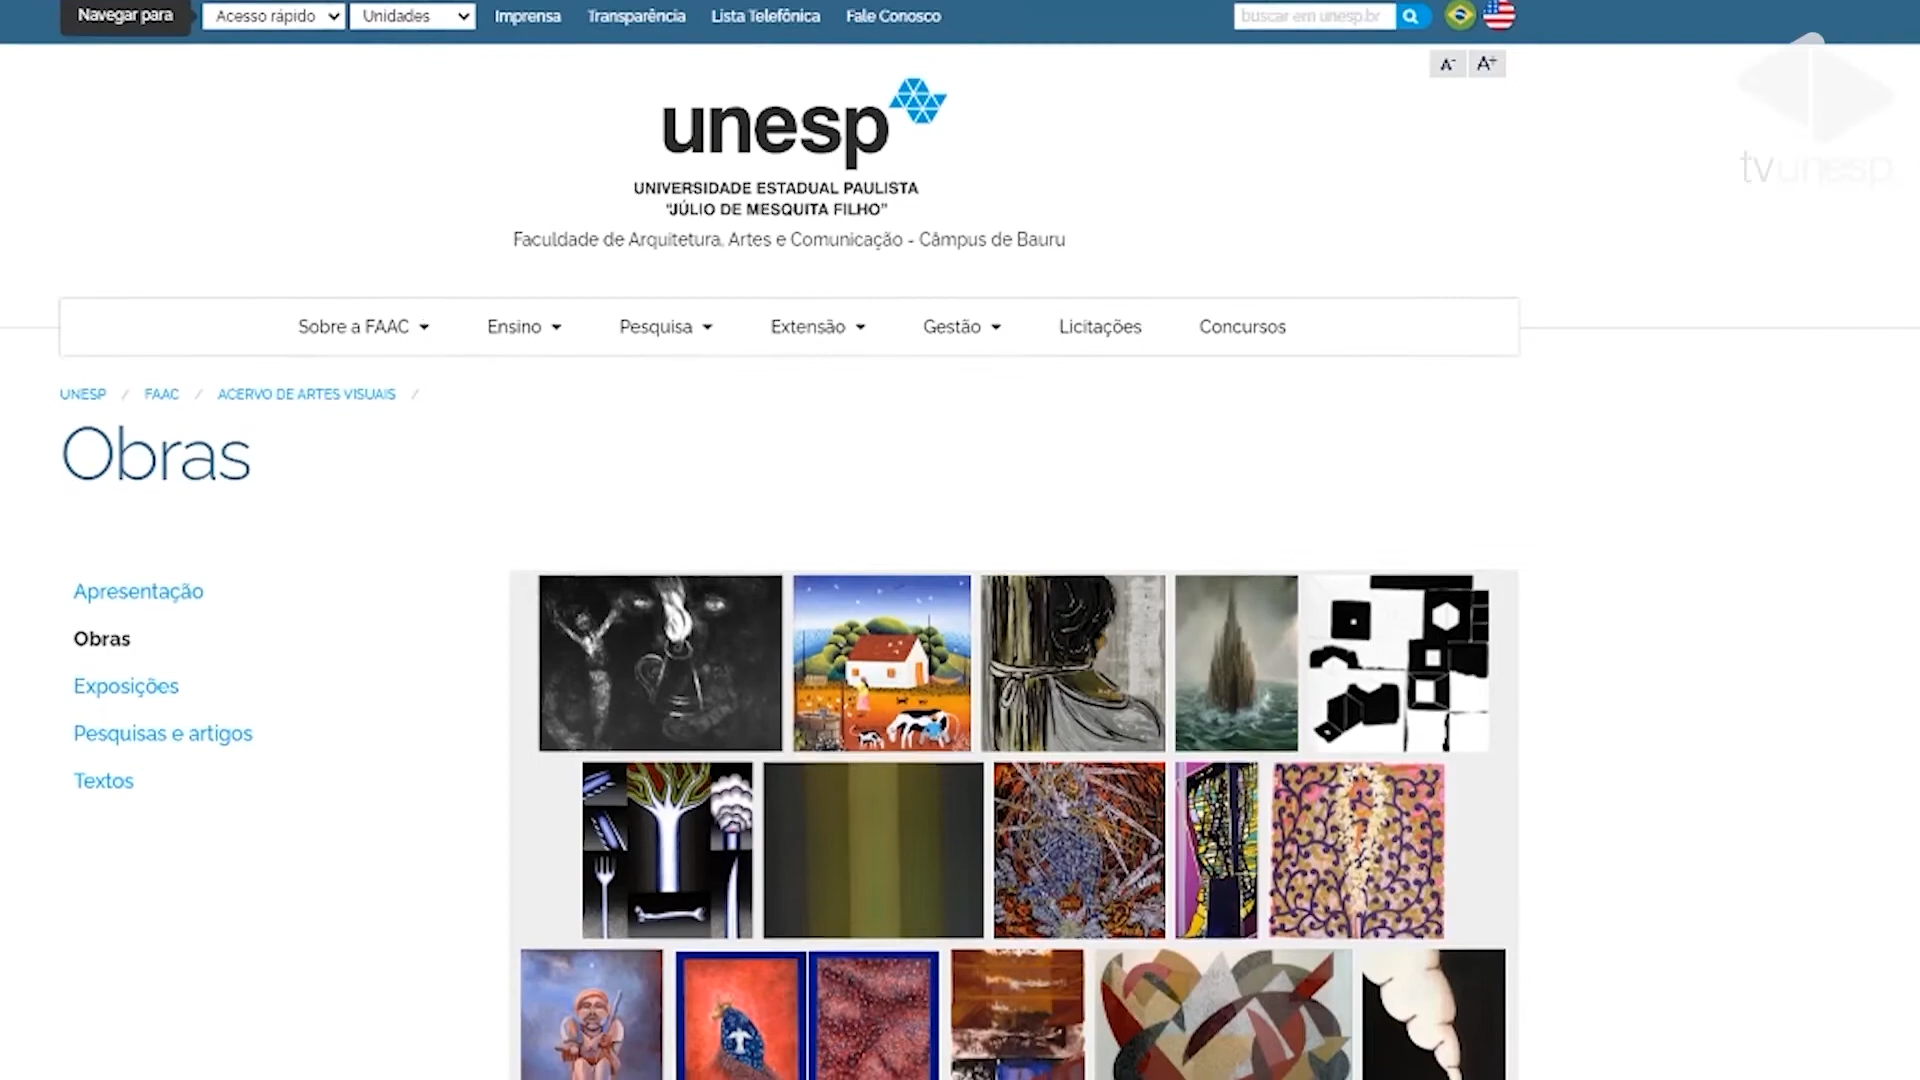 Navegar para
Acesso rápido
Unidades
Imprensa
Transparência
Lista Telefônica
Fale Conosco
buscar em unesp.br
A-
A+
tvunesp
unesp
UNIVERSIDADE ESTADUAL PAULISTA
"JÚLIO DE MESQUITA FILHO"
Faculdade de Arquitetura, Artes e Comunicação - Câmpus de Bauru
Sobre a FAAC
Ensino
Pesquisa
Extensão
Gestão
Licitações
Concursos
UNESP / FAAC / ACERVO DE ARTES VISUAIS /
Obras
Apresentação
Obras
Exposições
Pesquisas e artigos
Textos